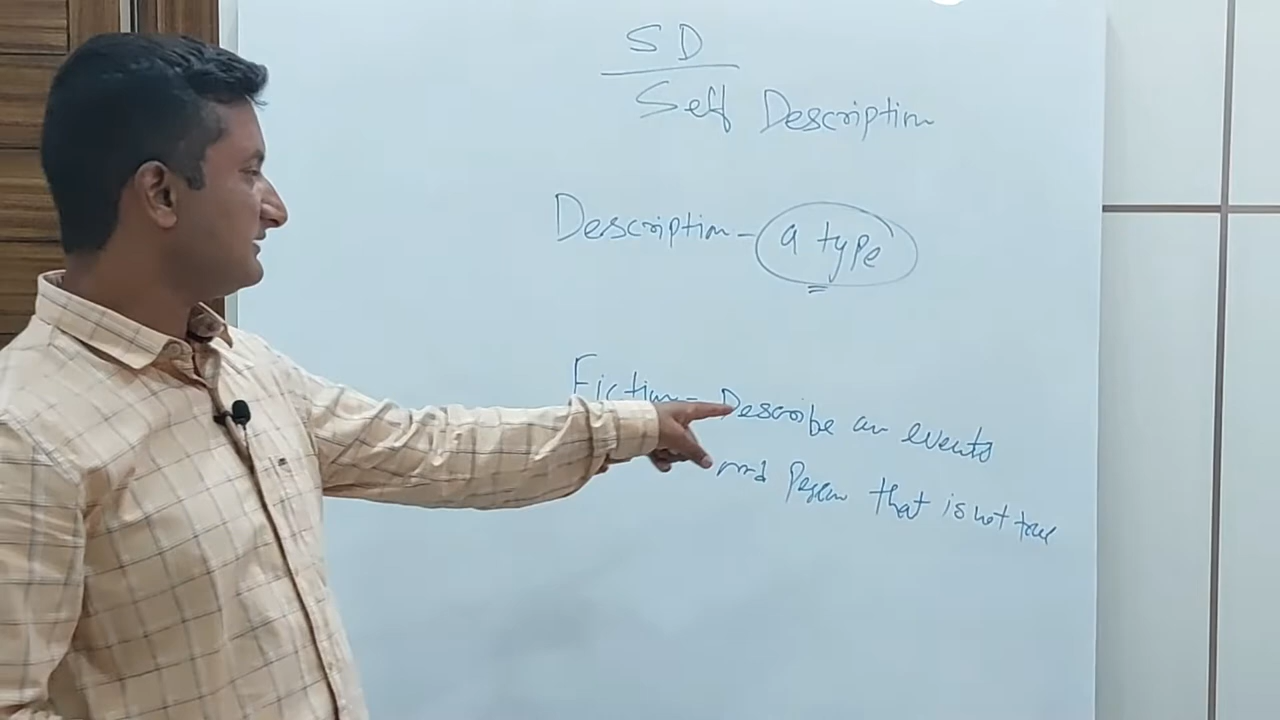 SD
Self Description
Description - a type
Fiction - Describe an events
and Person that is not true